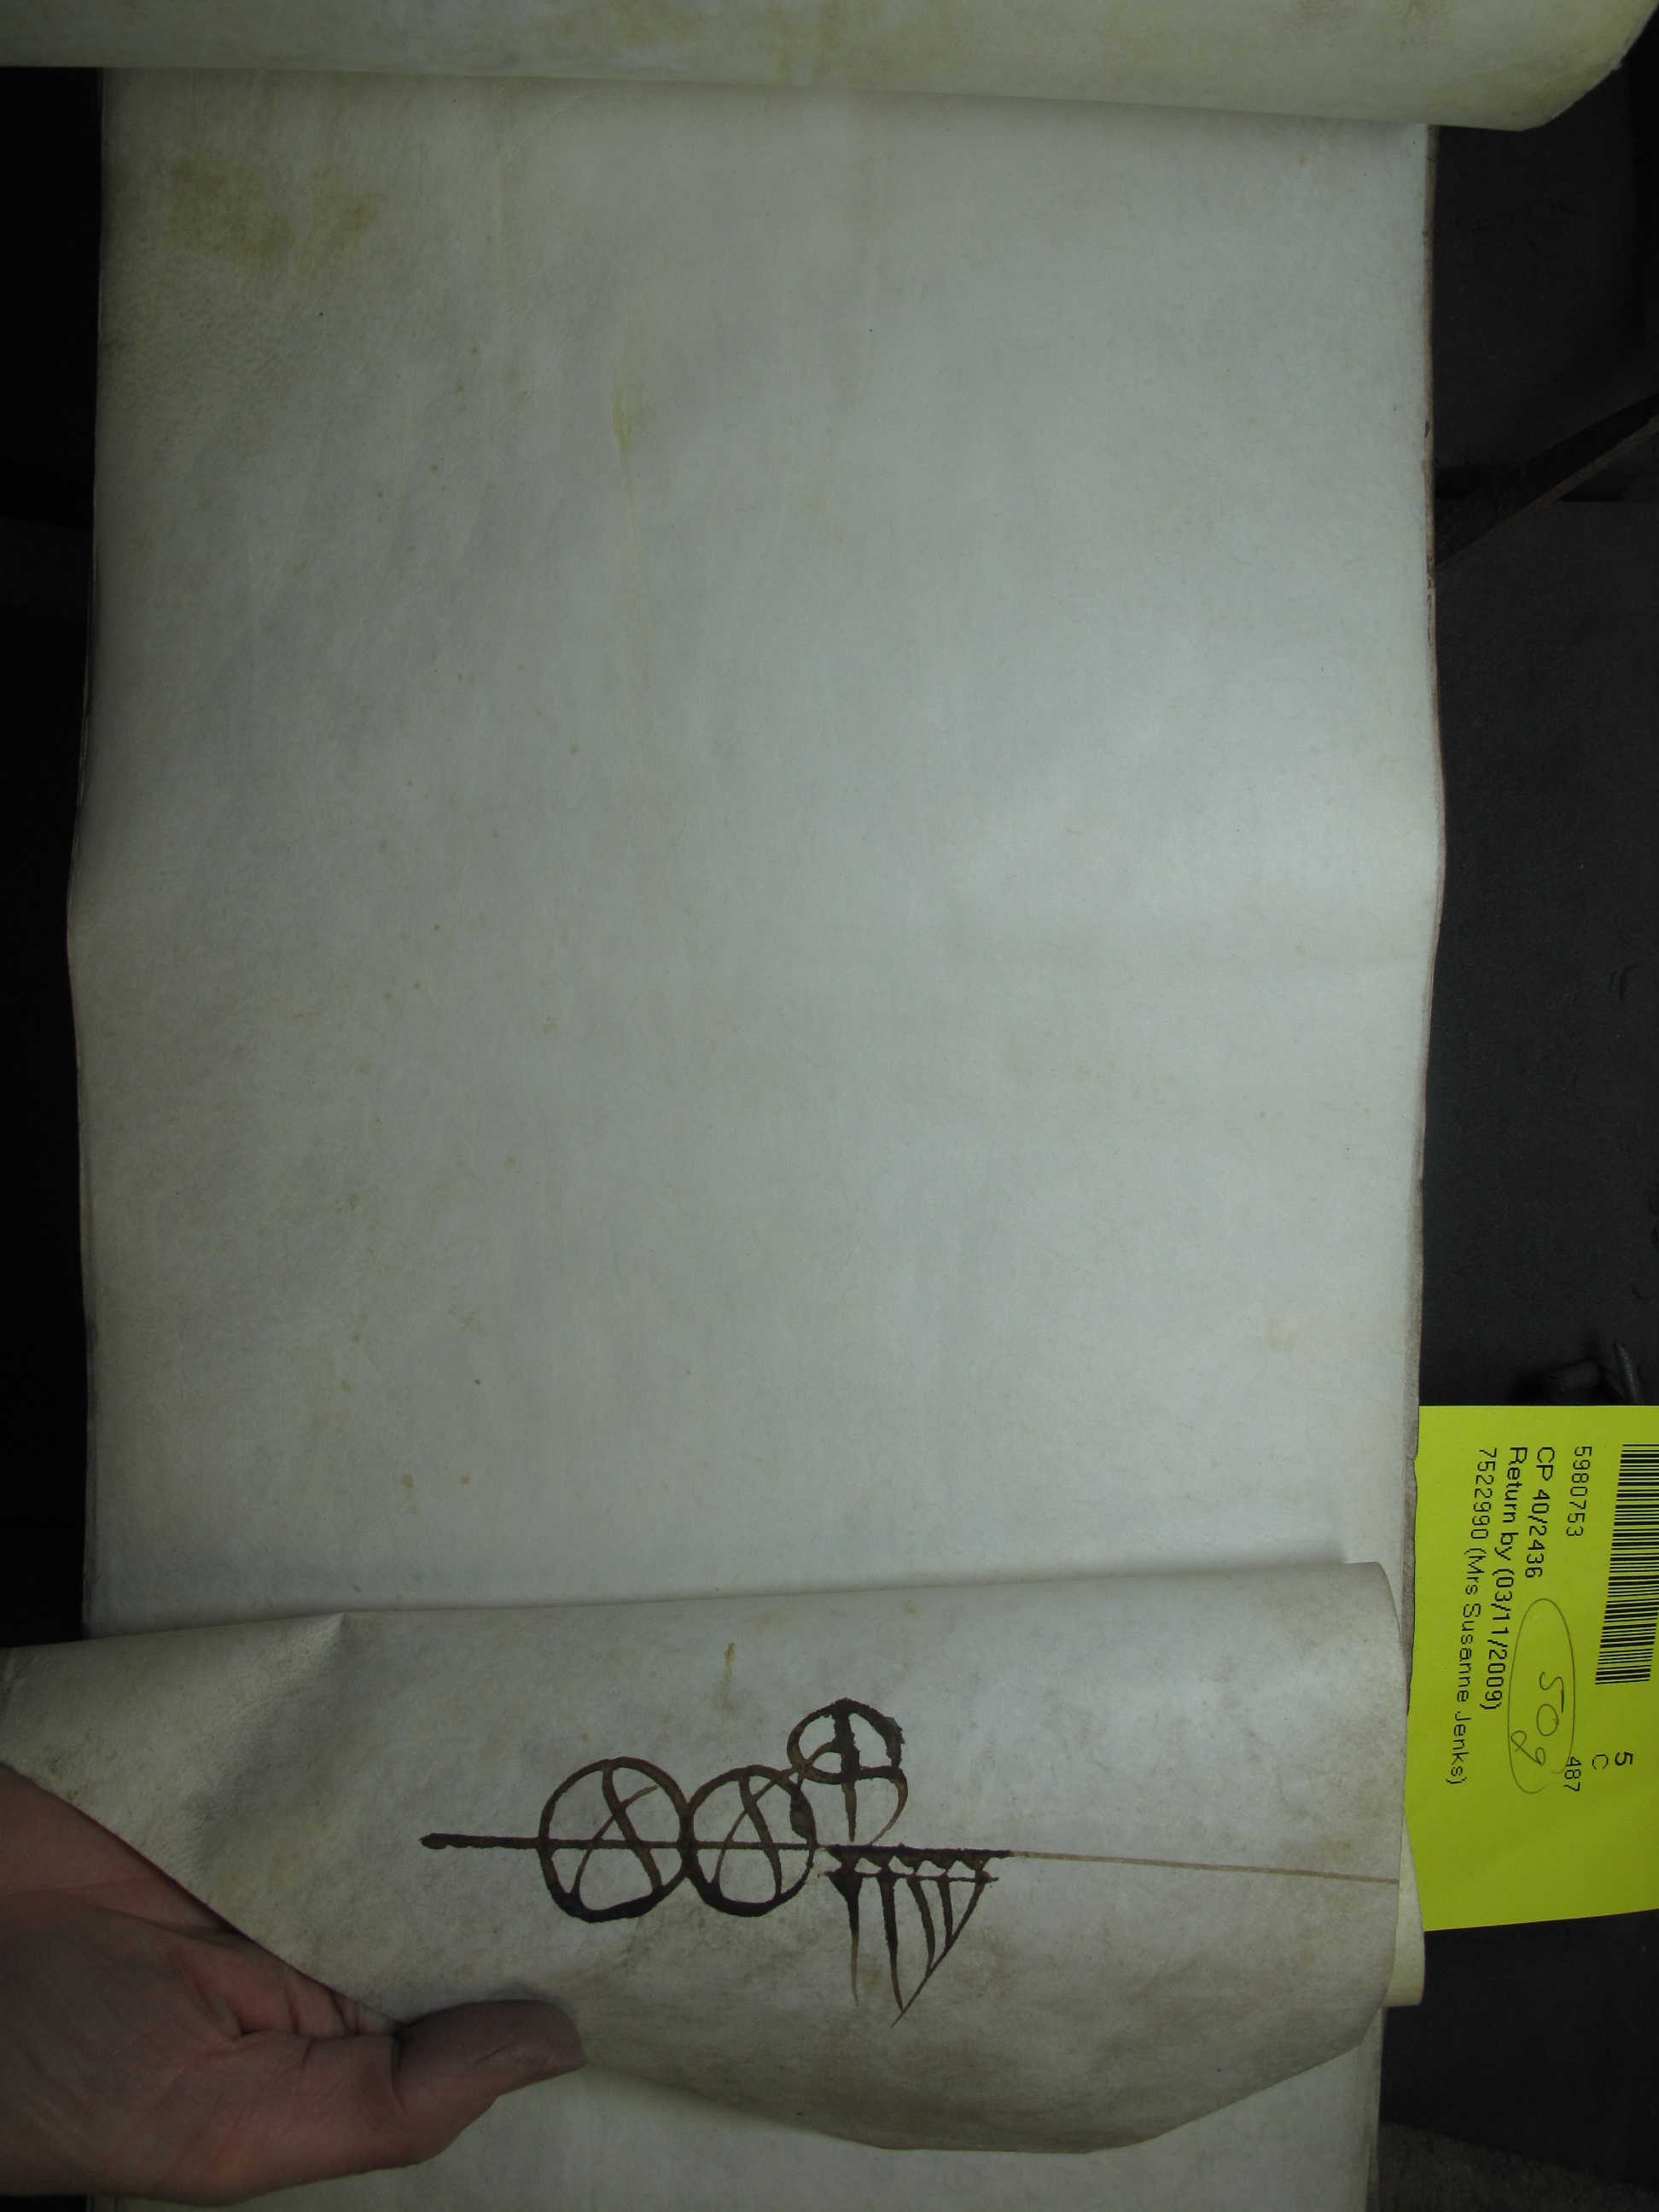 5
C
487
5980753
CP 40/2436
509
Return by (03/11/2009)
7522990 (Mrs Susanne Jenks)